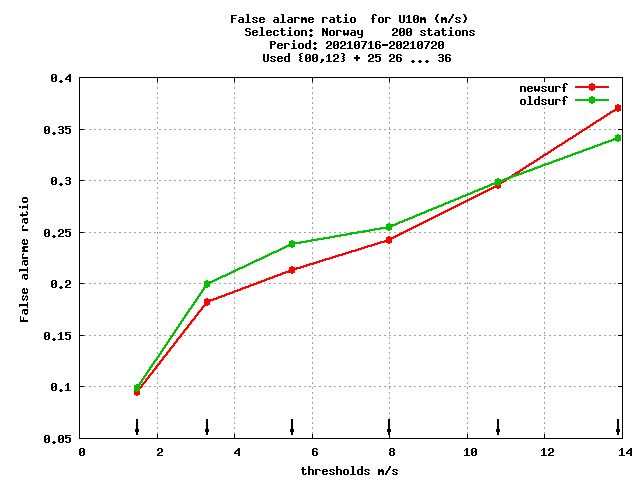 False alarme ratio  for U10m (m/s)
Selection: Norway    200 stations
Period: 20210716-20210720
Used {00,12} + 25 26 ... 36
newsurf
oldsurf
0.4
0.35
0.3
0.25
0.2
0.15
0.1
0.05
False alarme ratio
0 2 4 6 8 10 12 14
thresholds m/s